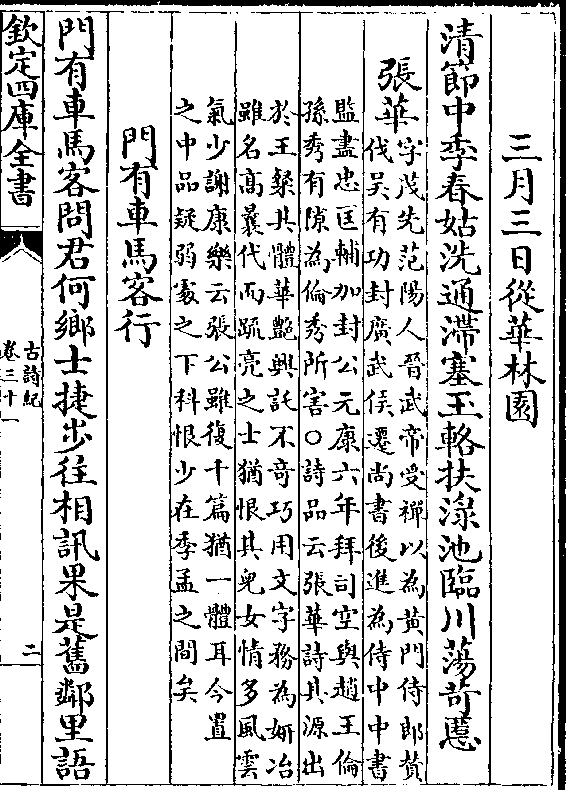 三月三日從華林園
清節中季春姑洗通滯塞玉輅扶淥池臨川蕩苛慝
張華
字茂先范陽人晉武帝受禪以為黃門侍郎贊
伐吳有功封廣武侯遷尚書後進為侍中中書
監盡忠匡輔加封公元康六年拜司空與趙王倫
孫秀有隙為倫秀所害○詩品云張華詩其源出
於王粲其體華艷興託不奇巧用文字務為妍冶
雖名高曩代而疏亮之士猶恨其兒女情多風雲
氣少謝康樂云張公雖復千篇猶一體耳今置
之中品疑弱處之下科恨少在季孟之間矣
門有車馬客行
門有車馬客問君何鄉士捷步往相訊果是舊鄰里語
欽定四庫全書
古詩紀
卷三十一
二